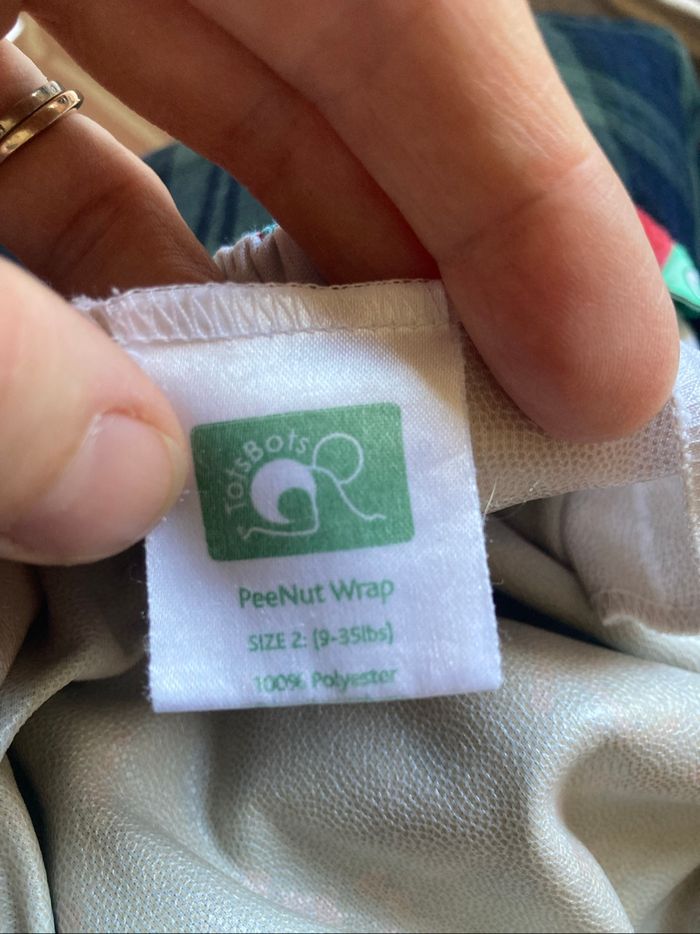 TotsBots
PeeNut Wrap
SIZE 2: (9-35lbs)
100% Polyester